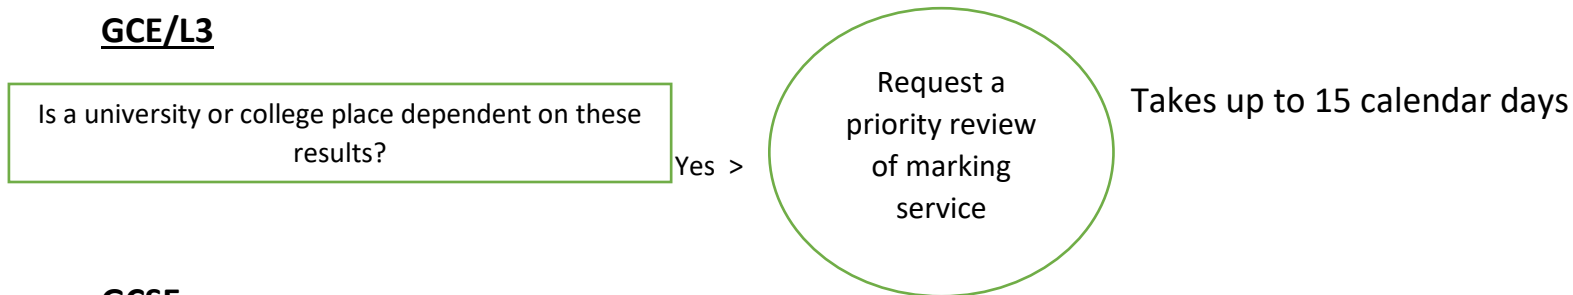 GCE/L3
Is a university or college place dependent on these
results?
Yes >
Request a
priority review
of marking
service
Takes up to 15 calendar days
GCSE